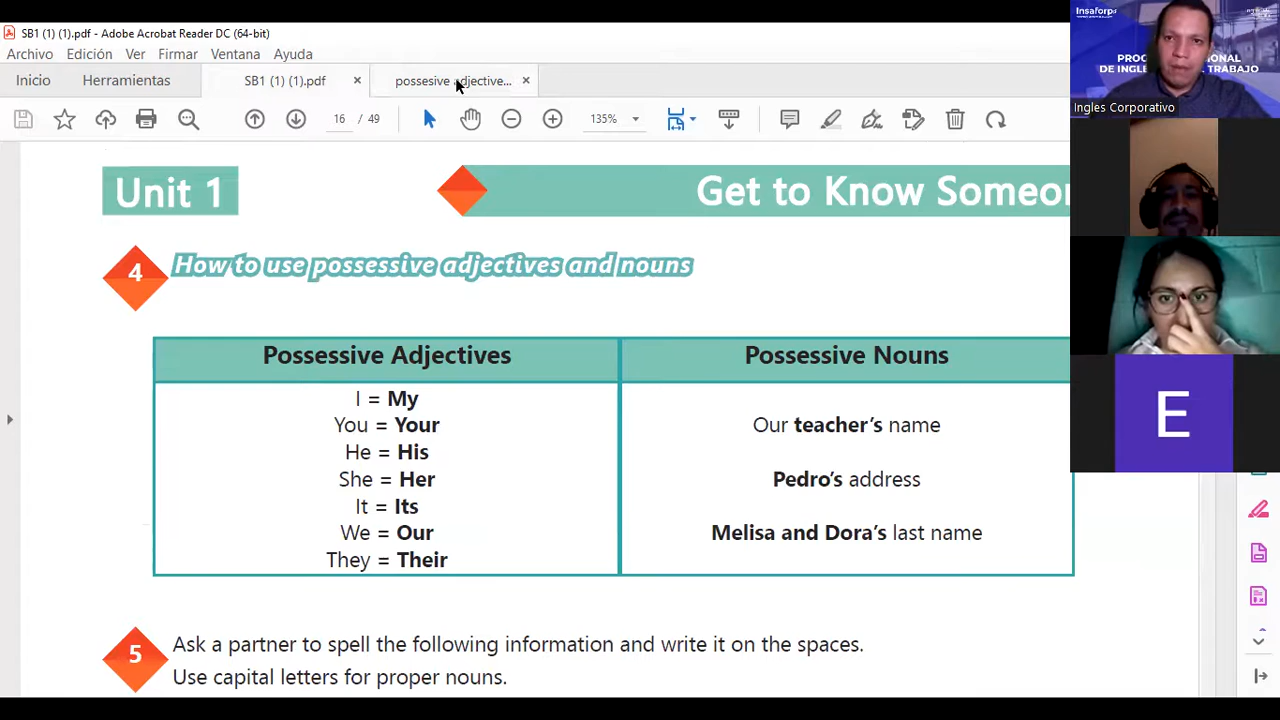 SB1 (1) (1).pdf - Adobe Acrobat Reader DC (64-bit)
Archivo Edición Ver Firmar Ventana Ayuda
Inicio Herramientas SB1 (1) (1).pdf × possesive adjective... ×
16 / 49 135%
Unit 1
Get to Know Someo
4 How to use possessive adjectives and nouns
Possessive Adjectives Possessive Nouns
I = My
You = Your Our teacher's name
He = His
She = Her Pedro's address
It = Its
We = Our Melisa and Dora's last name
They = Their
5 Ask a partner to spell the following information and write it on the spaces.
Use capital letters for proper nouns.
Insaforp
DE INGL TRABAJO
Ingles Corporativo
E